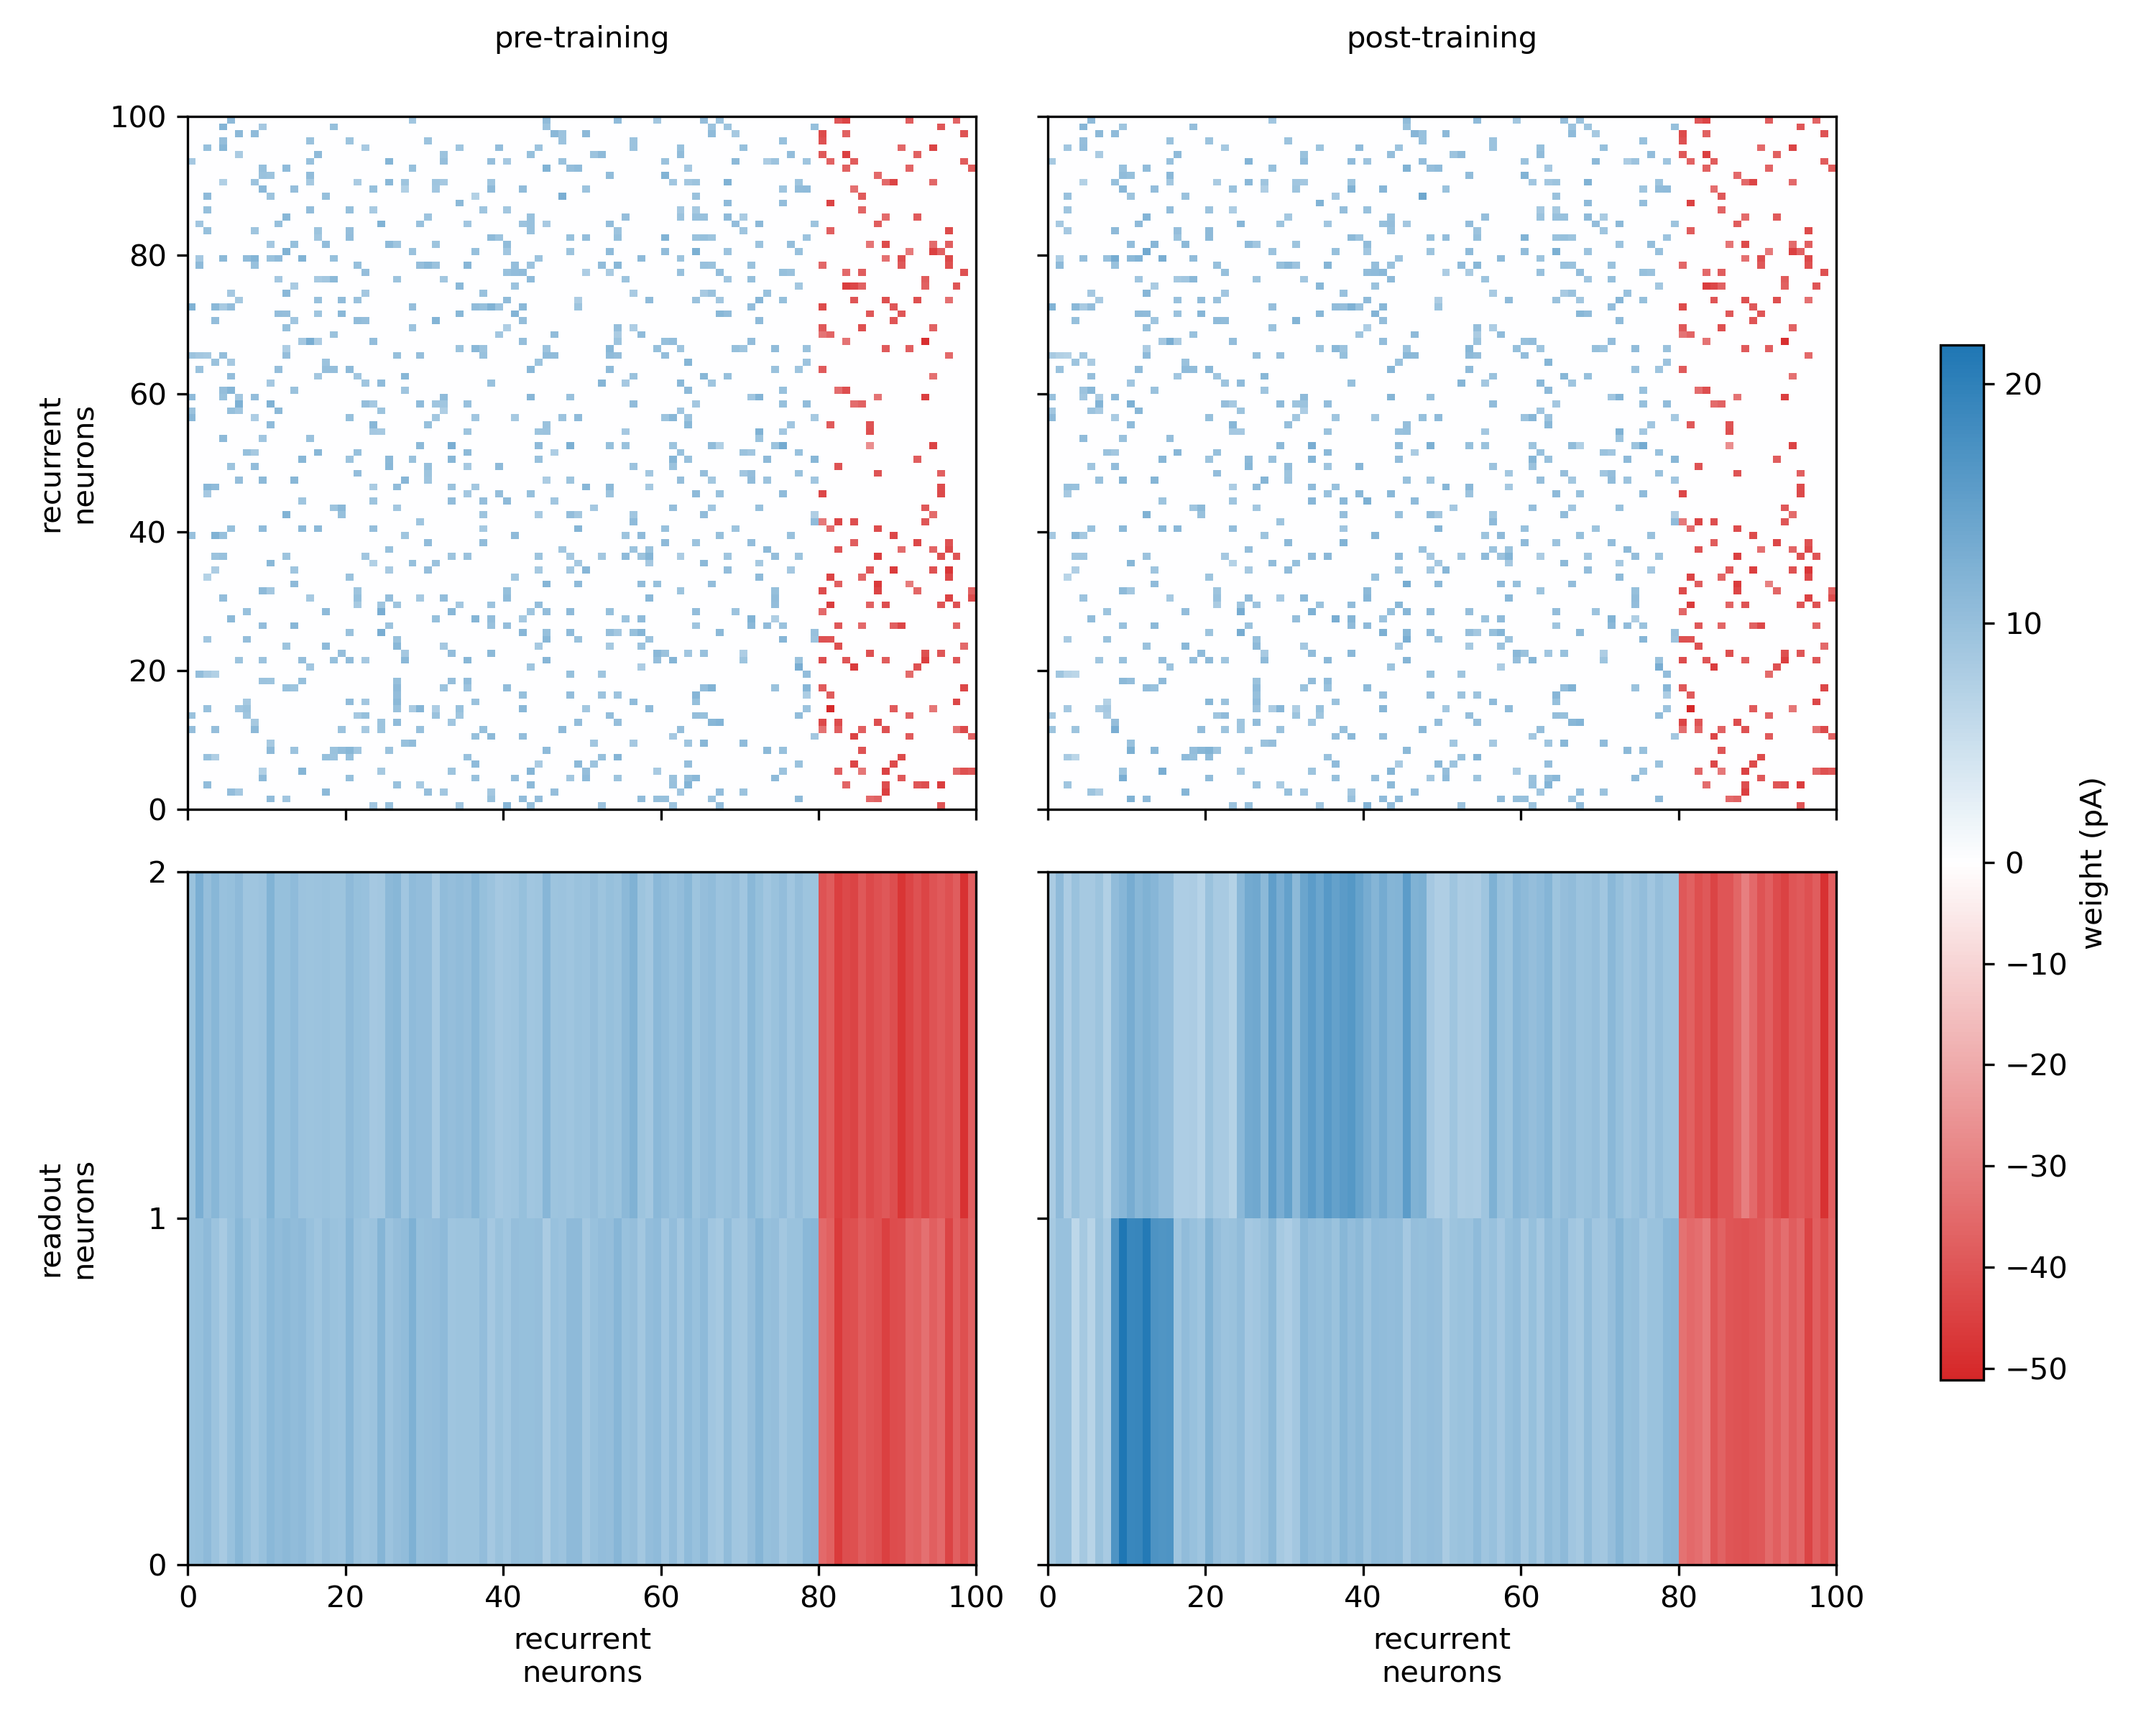 pre-training
post-training
100
80
60
40
20
0
recurrent
neurons
2
1
0
readout
neurons
0 20 40 60 80 100
0 20 40 60 80 100
recurrent
neurons
recurrent
neurons
20
10
0
−10
−20
−30
−40
−50
weight (pA)